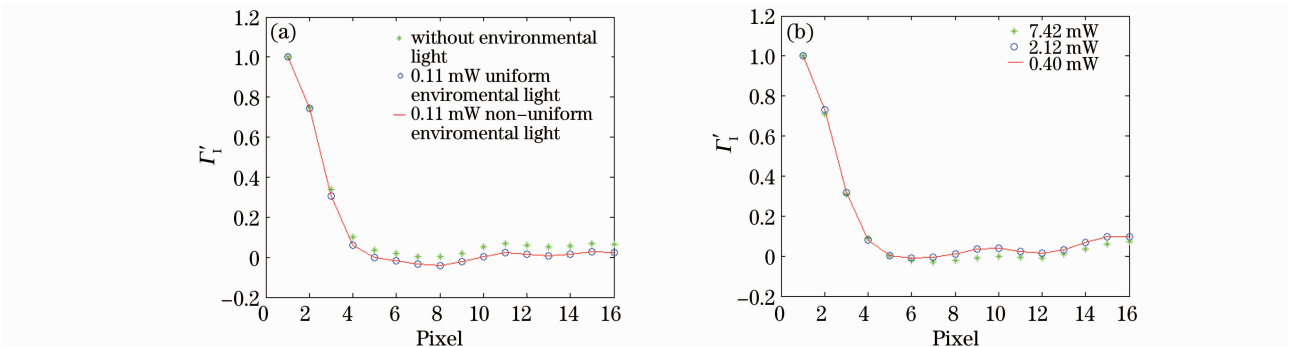 (a)
without environmental
light
0.11 mW uniform
enviromental light
0.11 mW non-uniform
enviromental light
1.2
1.0
0.8
0.6
0.4
0.2
0
−0.2
Γ′I
0 2 4 6 8 10 12 14 16
Pixel
(b)
7.42 mW
2.12 mW
0.40 mW
1.2
1.0
0.8
0.6
0.4
0.2
0
−0.2
Γ′I
0 2 4 6 8 10 12 14 16
Pixel